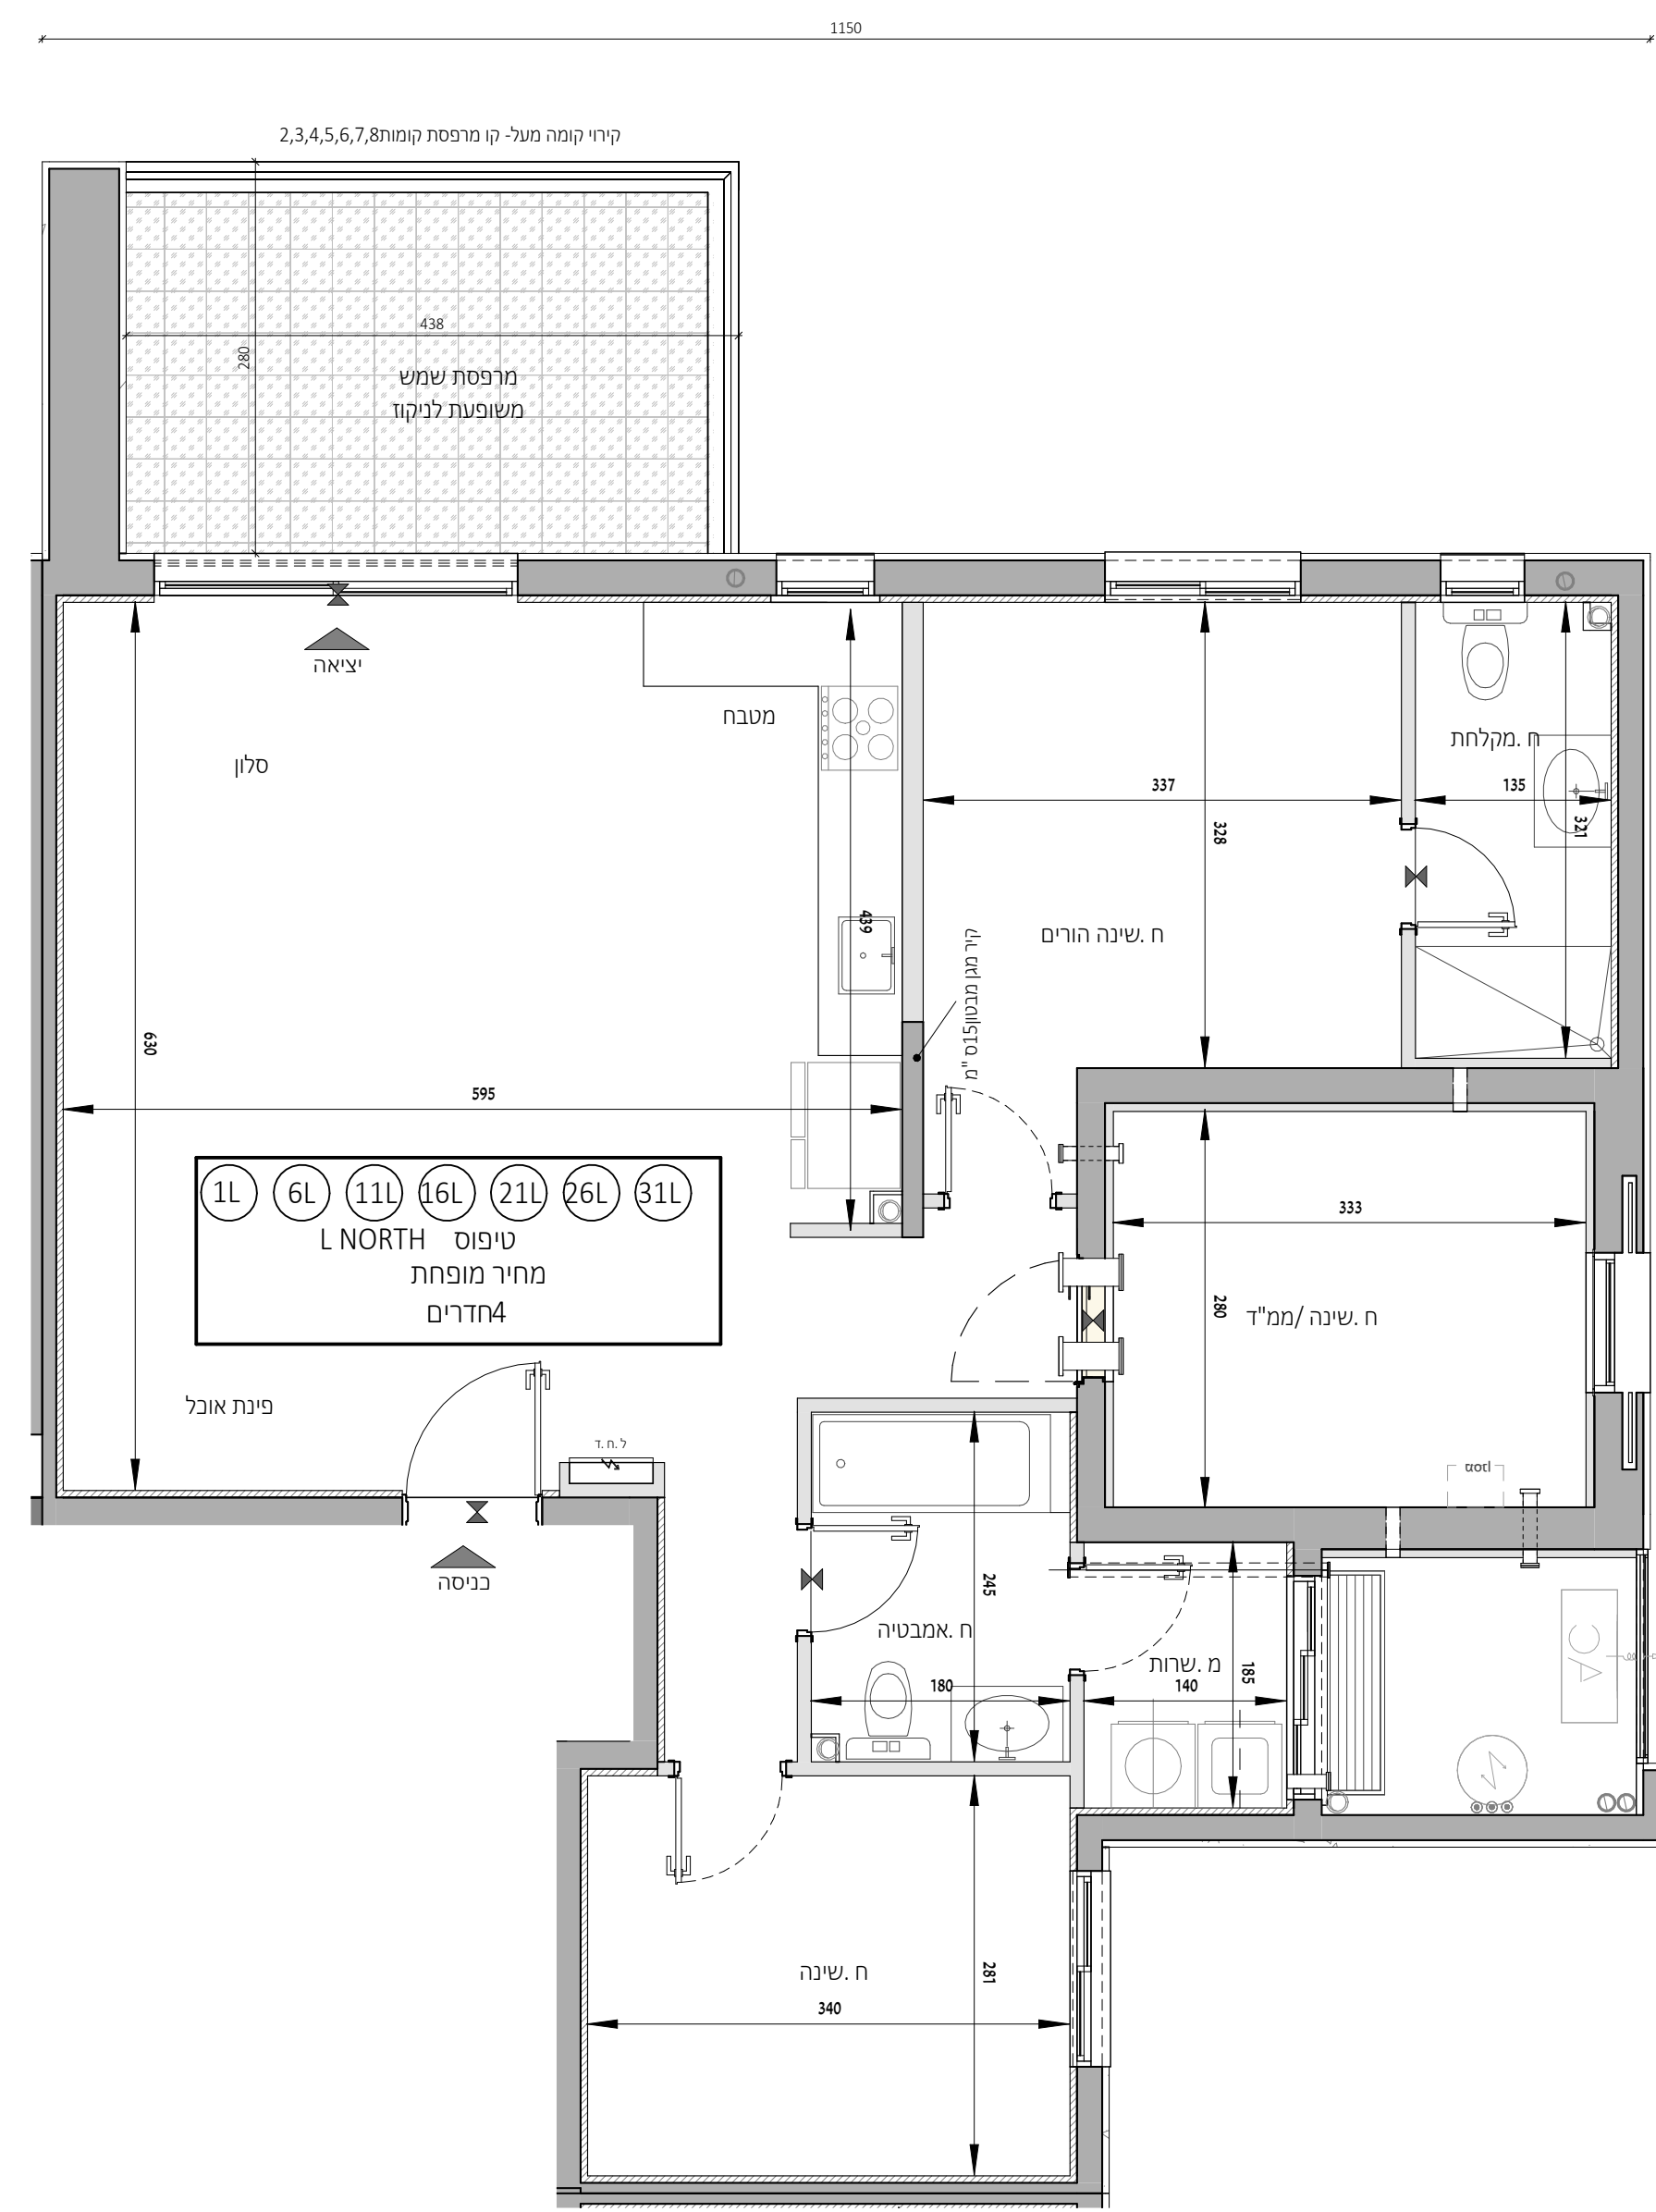 1150
קירוי קומה מעל- קו מרפסת קומות2,3,4,5,6,7,8
438
280
מרפסת שמש
משופעת לניקוז
יציאה
מטבח
סלון
ח .מקלחת
337
135
328
321
439
ח .שינה הורים
קיר מגן מבטון15ס "מ
630
595
1L 6L 11L 16L 21L 26L 31L
טיפוס L NORTH
מחיר מופחת
4חדרים
333
280
ח .שינה /ממ"ד
פינת אוכל
ל .ח .ד
כניסה
245
ח .אמבטיה
180
מ .שרות
140
185
ח .שינה
340
281